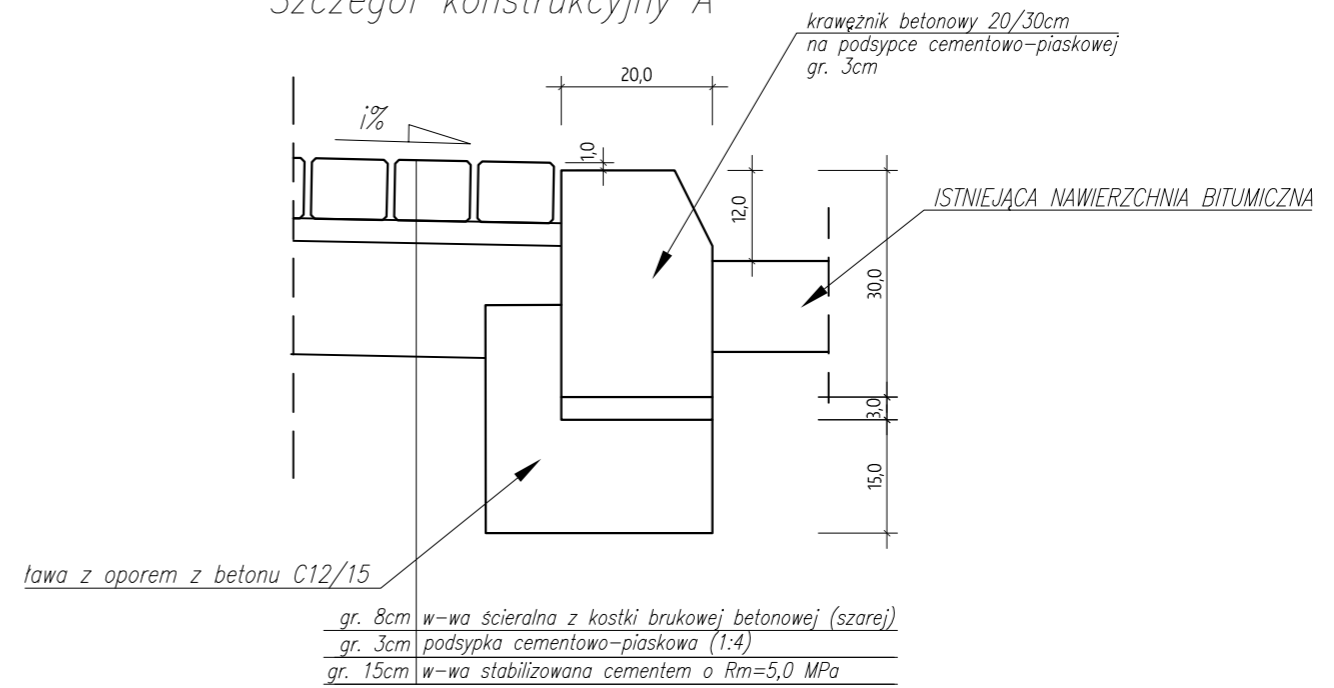 Szczegół konstrukcyjny A
krawężnik betonowy 20/30cm
na podsypce cementowo-piaskowej
gr. 3cm
20,0
i%
1,0
12,0
ISTNIEJĄCA NAWIERZCHNIA BITUMICZNA
30,0
3,0
15,0
ława z oporem z betonu C12/15
gr. 8cm w-wa ścieralna z kostki brukowej betonowej (szarej)
gr. 3cm podsypka cementowo-piaskowa (1:4)
gr. 15cm w-wa stabilizowana cementem o Rm=5,0 MPa